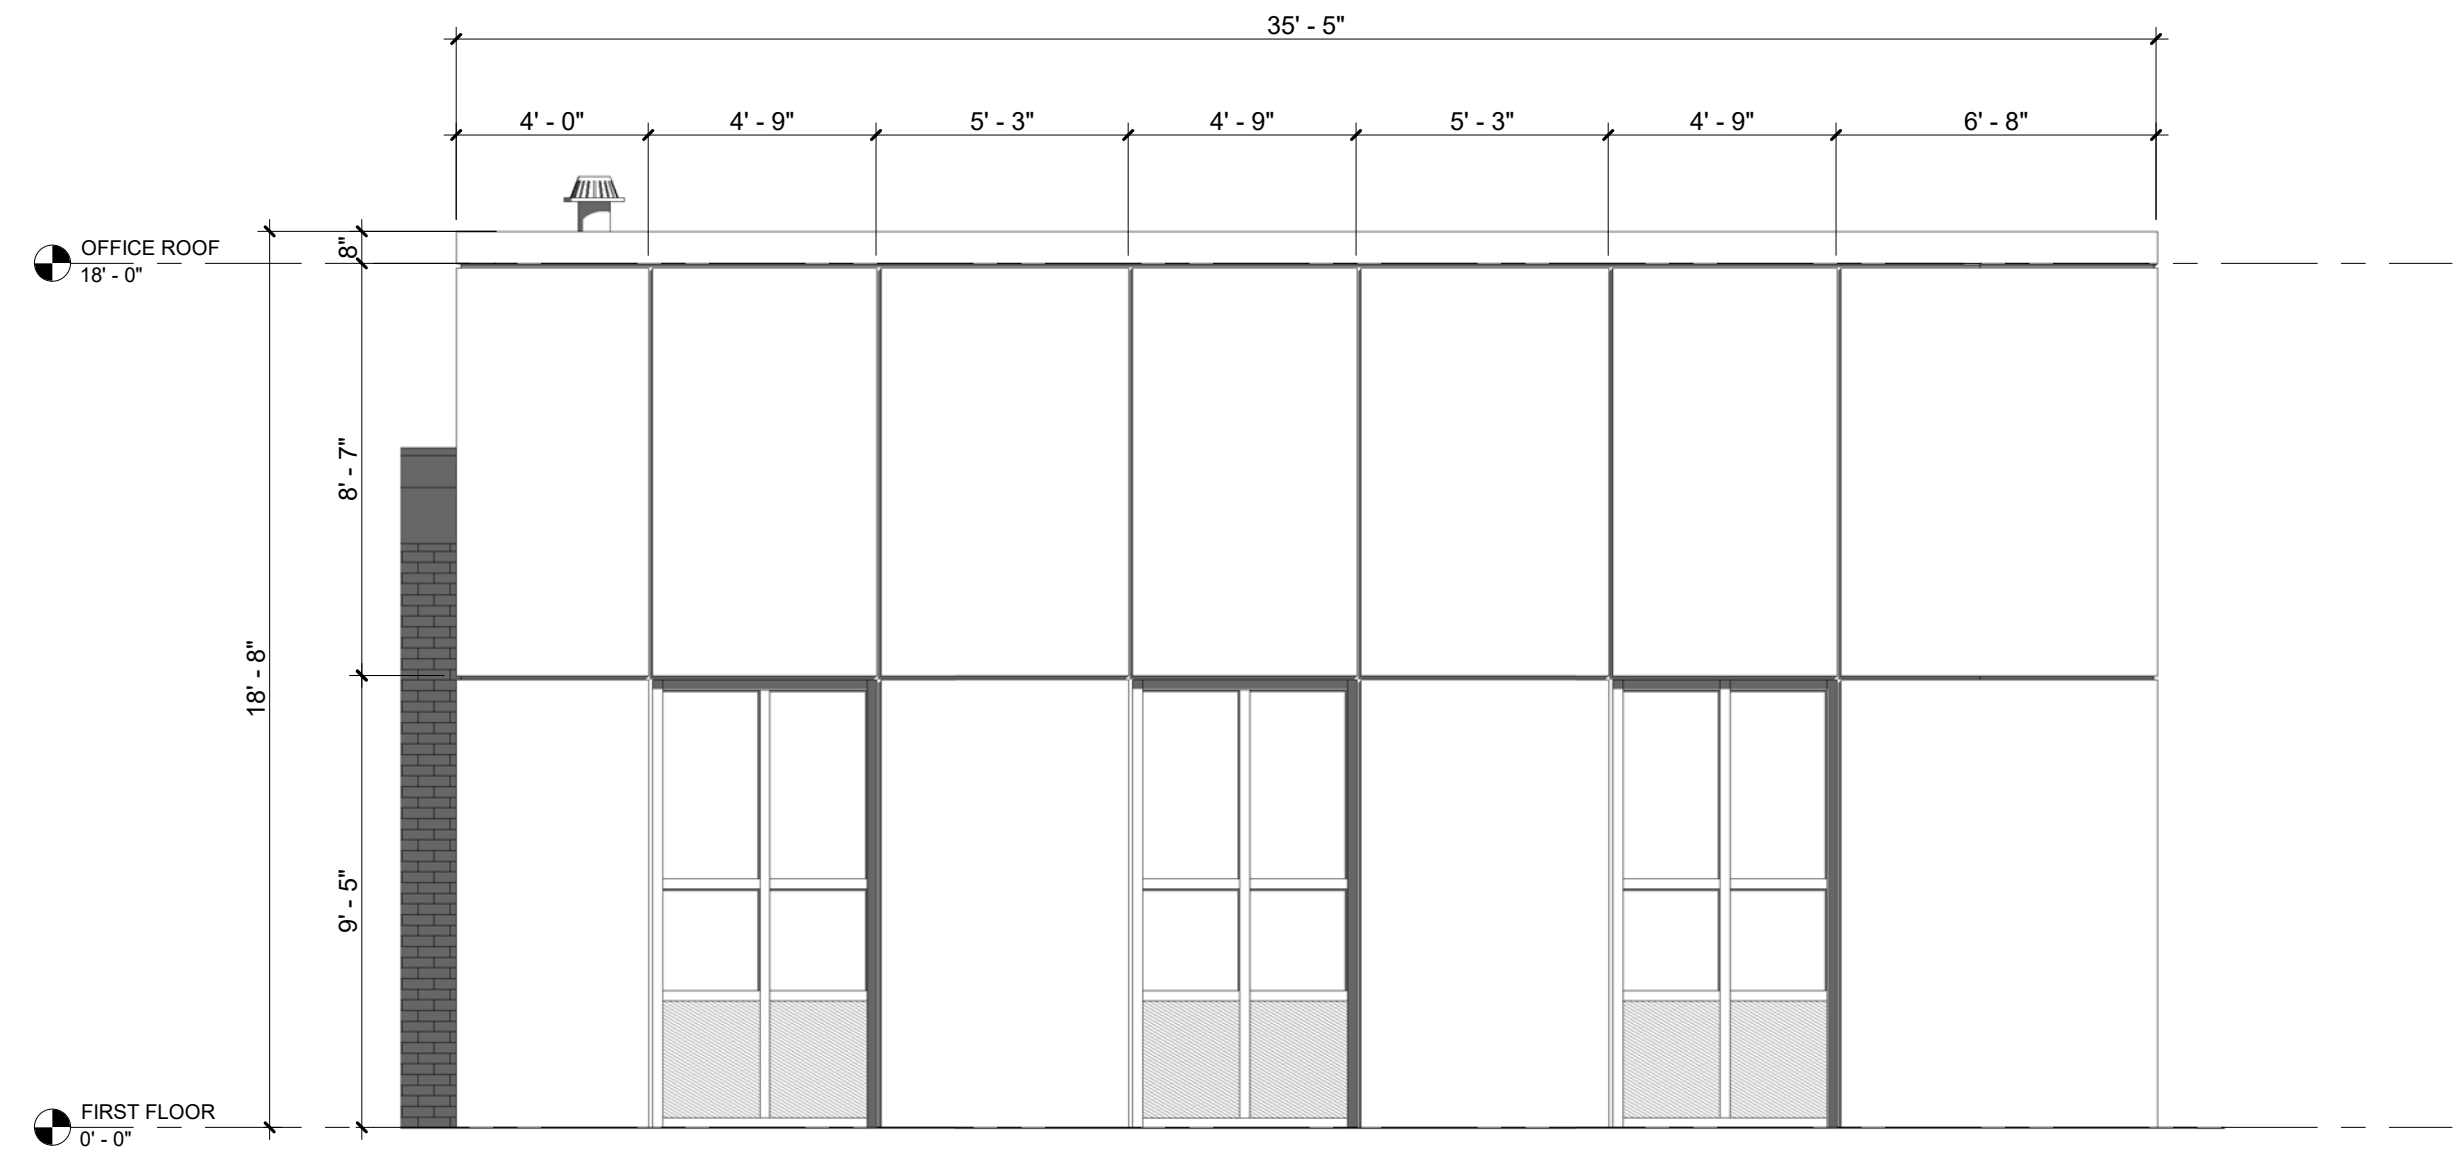 35' - 5"
4' - 0"
4' - 9"
5' - 3"
4' - 9"
5' - 3"
4' - 9"
6' - 8"
OFFICE ROOF
18' - 0"
8"
8' - 7"
18' - 8"
9' - 5"
FIRST FLOOR
0' - 0"